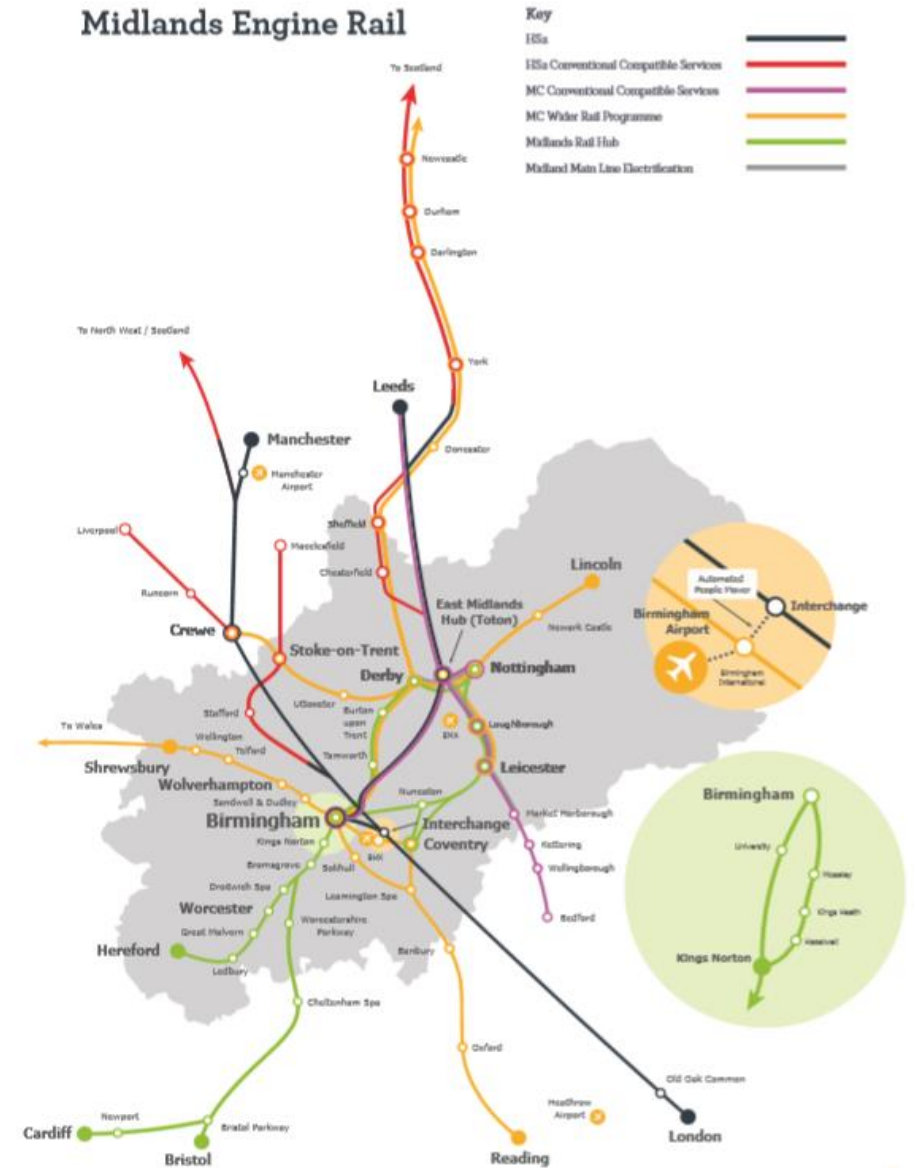 Midlands Engine Rail
Key
HS2
HS2 Conventional Compatible Services
MC Conventional Compatible Services
MC Wider Rail Programme
Midlands Rail Hub
Midland Main Line Electrification
To Scotland
Newcastle
Durham
Darlington
To North West / Scotland
York
Leeds
Manchester
Doncaster
Manchester
Airport
Sheffield
Liverpool
Macclesfield
Chesterfield
Runcorn
Lincoln
East Midlands
Hub (Toton)
Newark Castle
Crewe
Stoke-on-Trent
Derby
Nottingham
Uttoxeter
Burton
upon
Trent
Stafford
Loughborough
EMA
To Wales
Wellington
Telford
Tamworth
Shrewsbury
Leicester
Wolverhampton
Sandwell & Dudley
Nuneaton
Birmingham
Interchange
Market Harborough
Kings Norton
BHX
Coventry
Kettering
Bromsgrove
Solihull
Wellingborough
Droitwich Spa
Leamington Spa
Worcester
Bedford
Great Malvern
Worcestershire
Parkway
Hereford
Banbury
Ledbury
Cheltenham Spa
Oxford
Old Oak Common
Heathrow
Airport
Newport
Bristol Parkway
Cardiff
London
Bristol
Reading
Automated
People Mover
Interchange
Birmingham
Airport
Birmingham
International
Birmingham
University
Moseley
Kings Heath
Hazelwell
Kings Norton